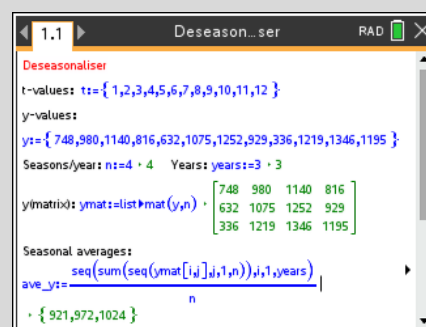 1.1 Deseason...ser RAD
Deseasonaliser
t-values: t:={1,2,3,4,5,6,7,8,9,10,11,12}
y-values:
y:={748,980,1140,816,632,1075,1252,929,336,1219,1346,1195}
Seasons/year: n:=4 ▸ 4 Years: years:=3 ▸ 3
y(matrix): ymat:=list▸mat(y,n) ▸ [748 980 1140 816
632 1075 1252 929
336 1219 1346 1195]
Seasonal averages:
ave_y:= seq(sum(seq(ymat[i,j],j,1,n)),i,1,years)
n
▸ {921,972,1024}